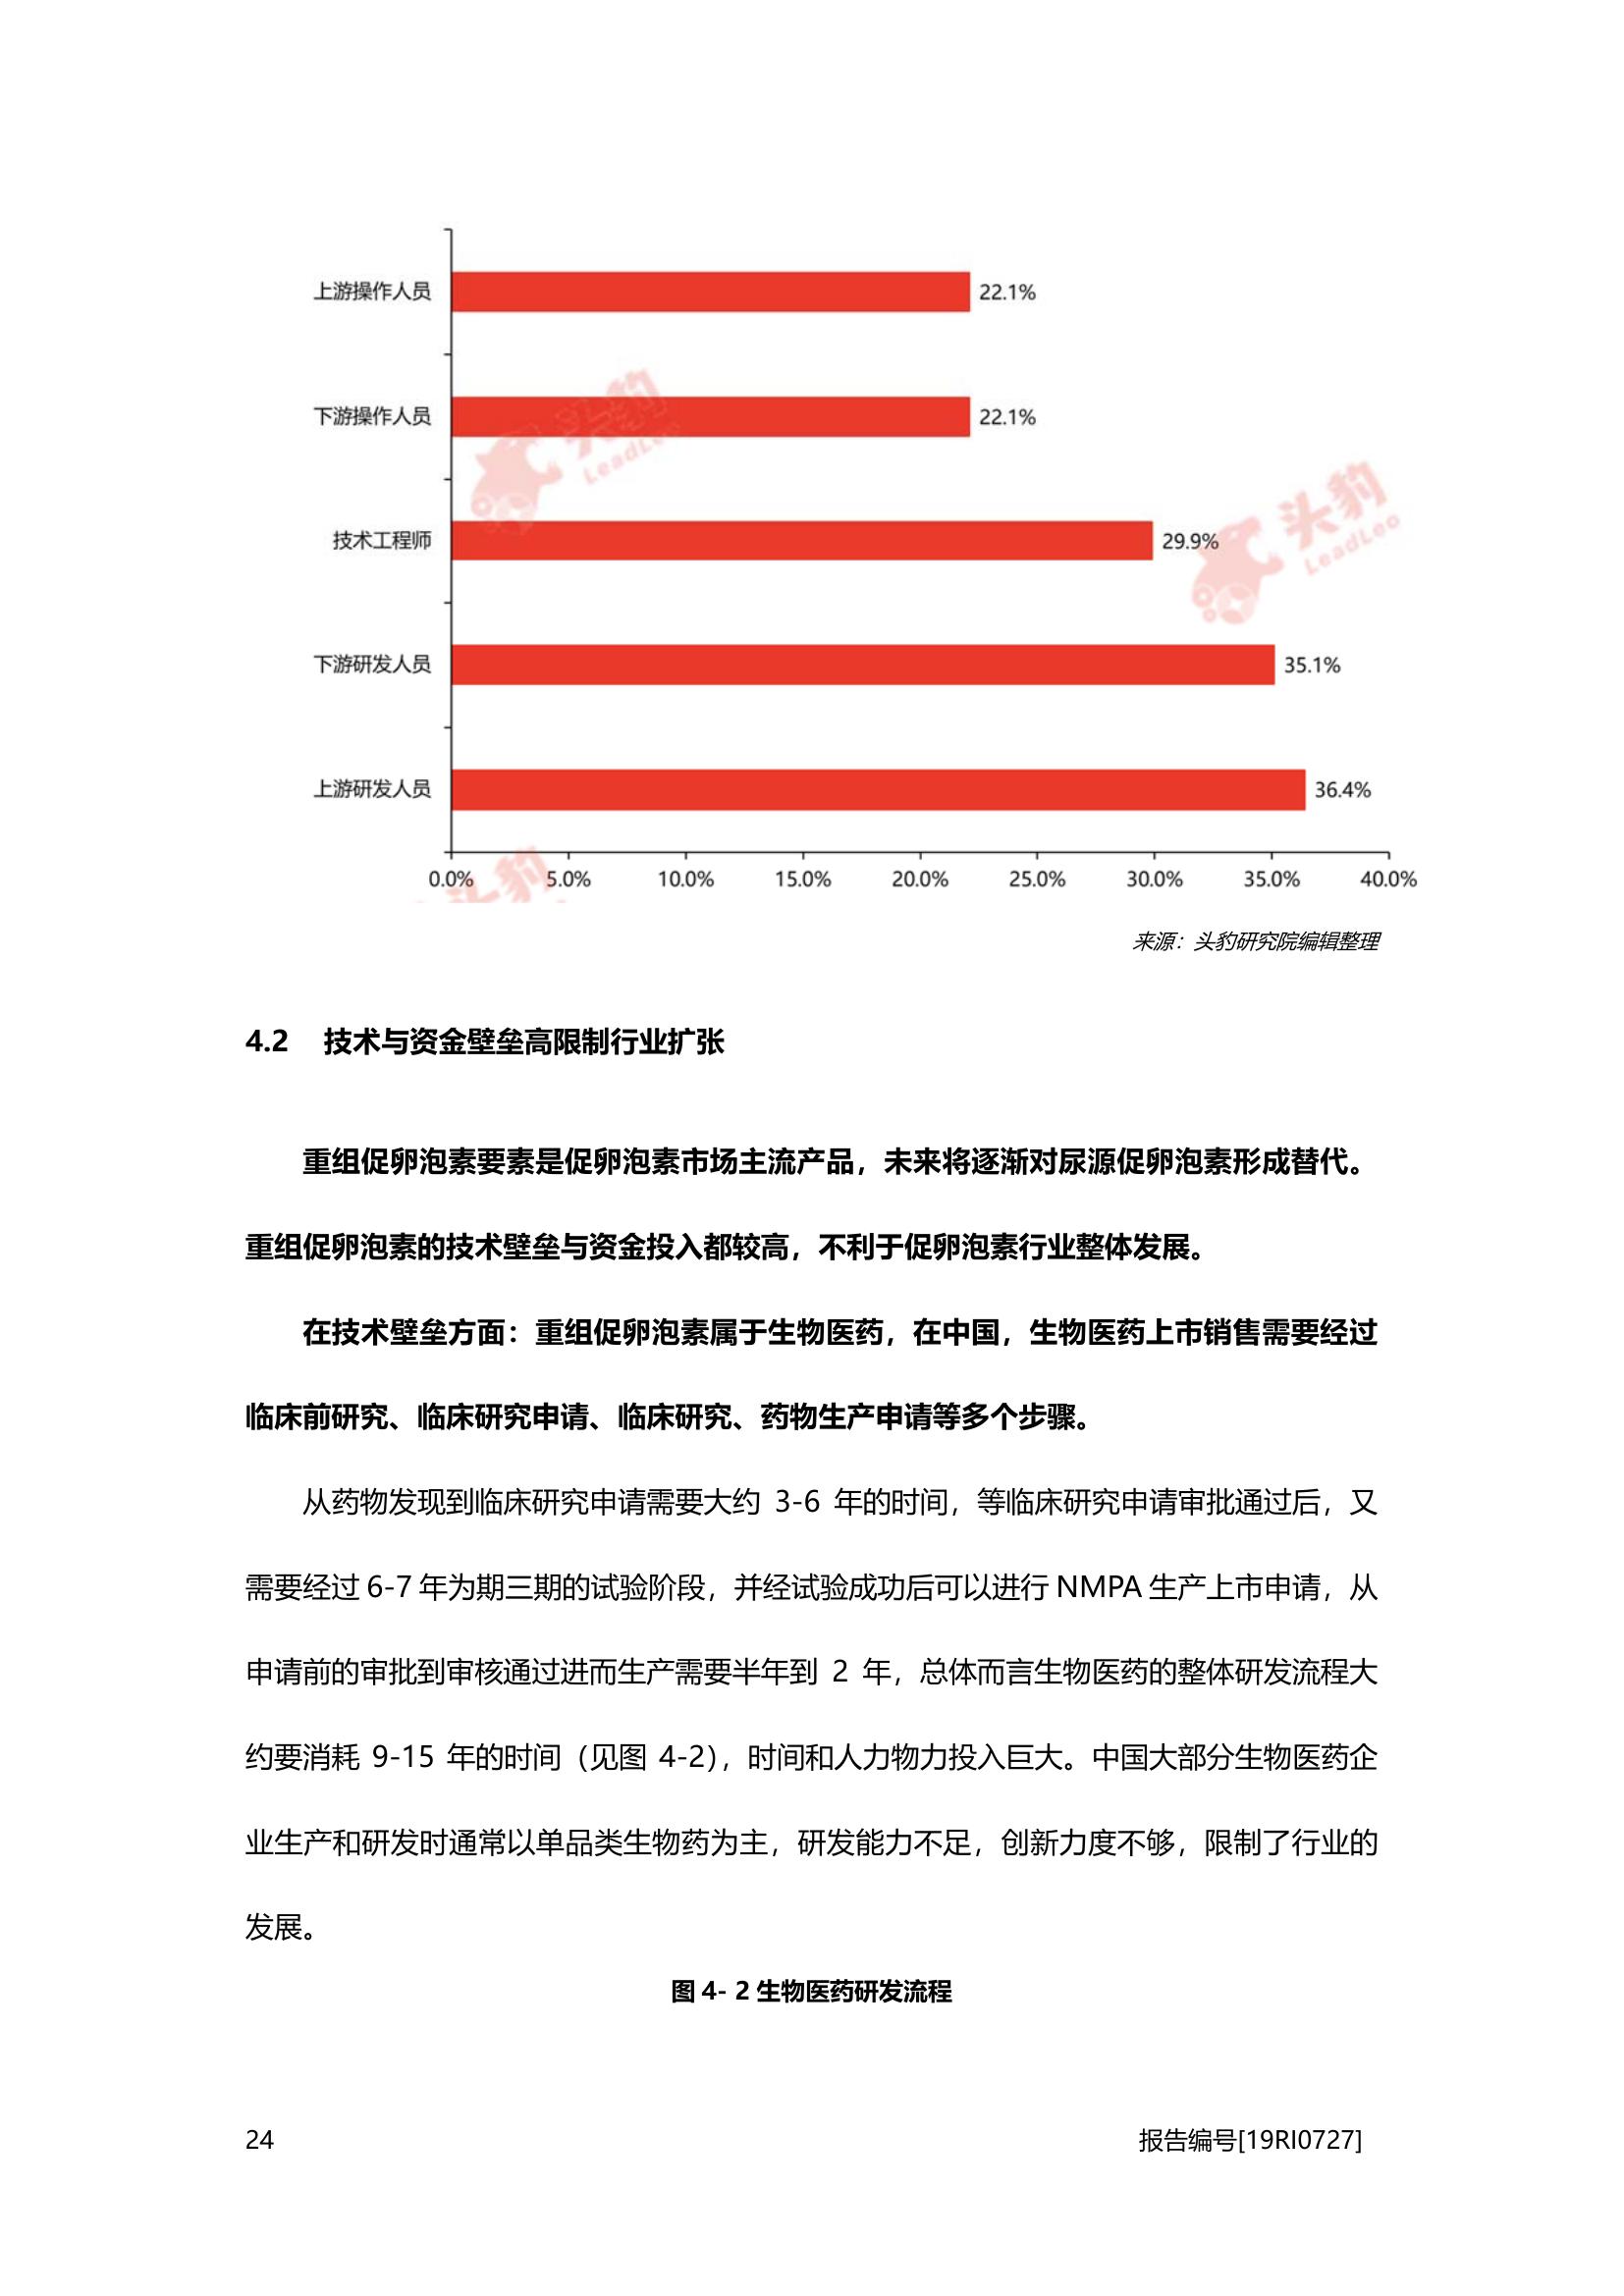 上游操作人员
22.1%
下游操作人员
22.1%
头豹
LeadLeo
头豹
LeadLeo
技术工程师
29.9%
下游研发人员
35.1%
上游研发人员
36.4%
头豹
0.0%
5.0%
10.0%
15.0%
20.0%
25.0%
30.0%
35.0%
40.0%
来源：头豹研究院编辑整理
4.2 技术与资金壁垒高限制行业扩张
重组促卵泡素要素是促卵泡素市场主流产品，未来将逐渐对尿源促卵泡素形成替代。
重组促卵泡素的技术壁垒与资金投入都较高，不利于促卵泡素行业整体发展。
在技术壁垒方面：重组促卵泡素属于生物医药，在中国，生物医药上市销售需要经过
临床前研究、临床研究申请、临床研究、药物生产申请等多个步骤。
从药物发现到临床研究申请需要大约 3-6 年的时间，等临床研究申请审批通过后，又
需要经过 6-7 年为期三期的试验阶段，并经试验成功后可以进行 NMPA 生产上市申请，从
申请前的审批到审核通过进而生产需要半年到 2 年，总体而言生物医药的整体研发流程大
约要消耗 9-15 年的时间（见图 4-2），时间和人力物力投入巨大。中国大部分生物医药企
业生产和研发时通常以单品类生物药为主，研发能力不足，创新力度不够，限制了行业的
发展。
图 4- 2 生物医药研发流程
24
报告编号[19RI0727]